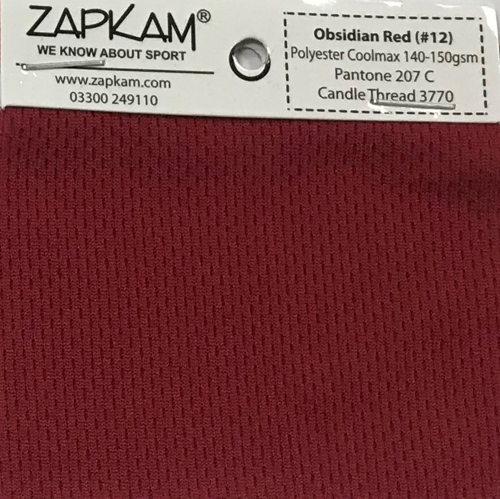 ZAPKAM®
WE KNOW ABOUT SPORT
www.zapkam.com
03300 249110
Obsidian Red (#12)
Polyester Coolmax 140-150gsm
Pantone 207 C
Candle Thread 3770